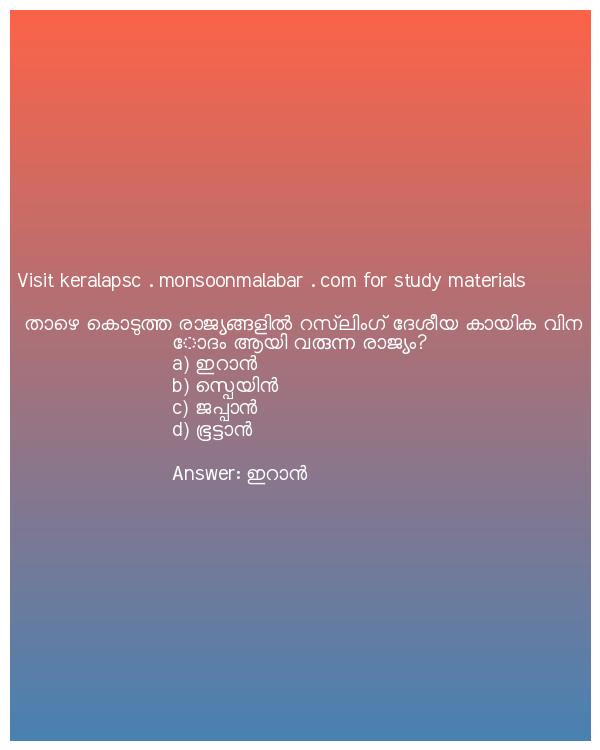 Visit keralapsc . monsoonmalabar . com for study materials
താഴെ കൊടുത്ത രാജ്യങ്ങളിൽ റസ്‌ലിംഗ് ദേശീയ കായിക വിന
ോദം ആയി വരുന്ന രാജ്യം?
a) ഇറാൻ
b) സ്പെയിൻ
c) ജപ്പാൻ
d) ഭൂട്ടാൻ
Answer: ഇറാൻ